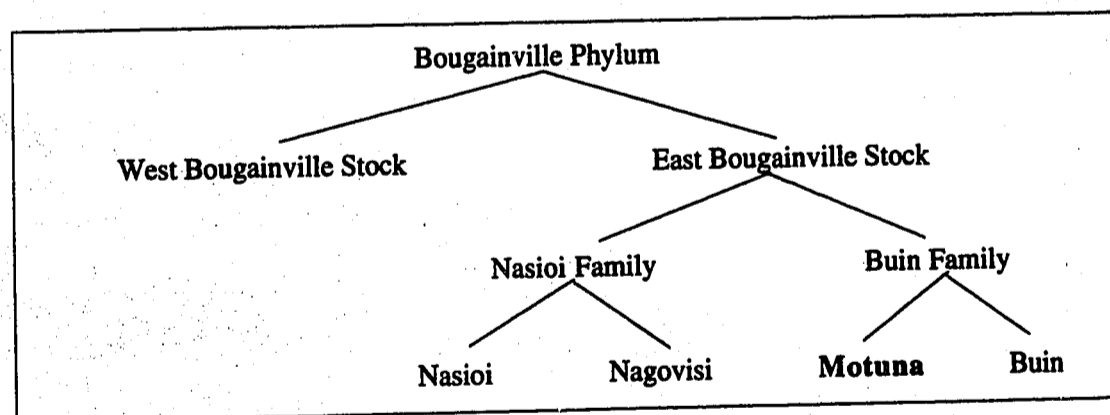 Bougainville Phylum
West Bougainville Stock East Bougainville Stock
Nasioi Family Buin Family
Nasioi Nagovisi Motuna Buin